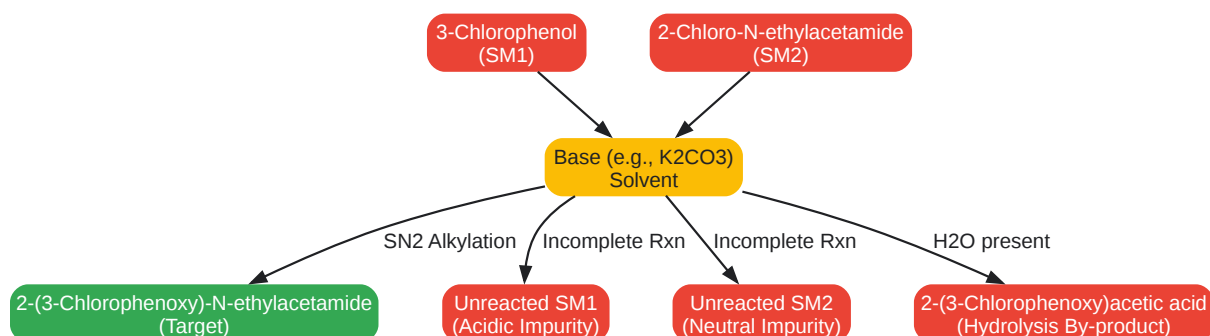 3-Chlorophenol
(SM1)
2-Chloro-N-ethylacetamide
(SM2)
Base (e.g., K2CO3)
Solvent
SN2 Alkylation
Incomplete Rxn
Incomplete Rxn
H2O present
2-(3-Chlorophenoxy)-N-ethylacetamide
(Target)
Unreacted SM1
(Acidic Impurity)
Unreacted SM2
(Neutral Impurity)
2-(3-Chlorophenoxy)acetic acid
(Hydrolysis By-product)